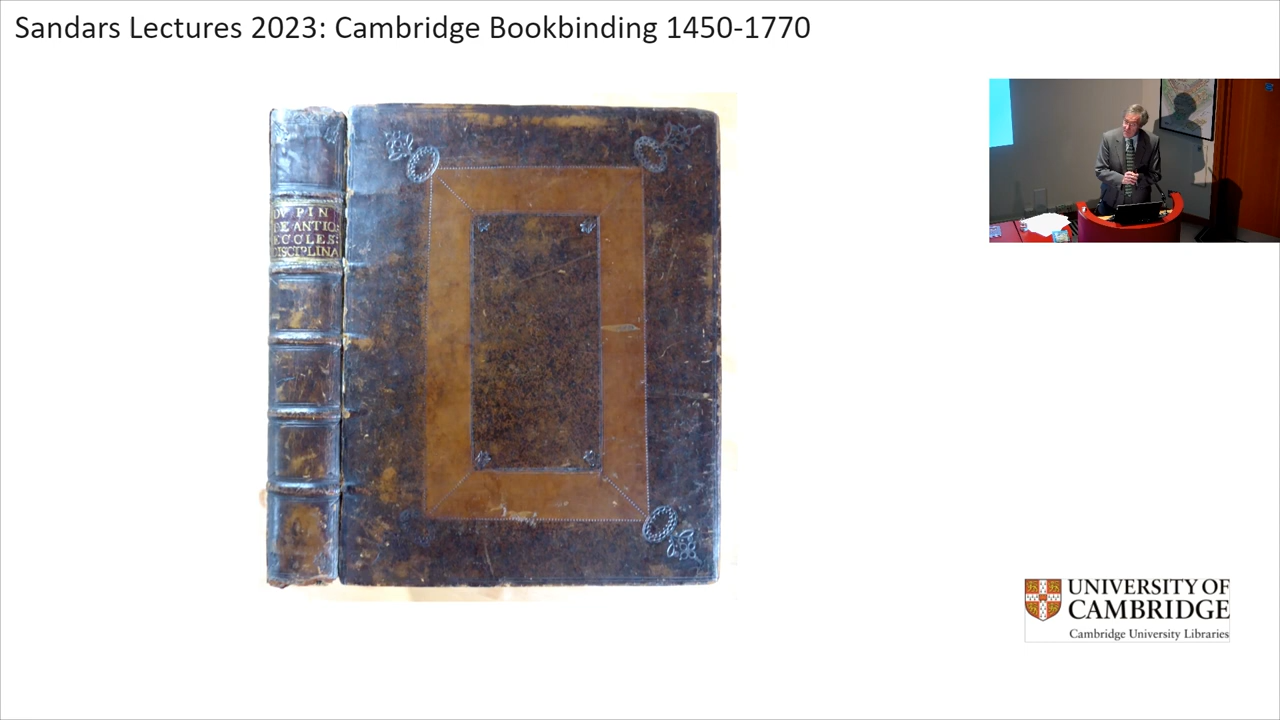 Sandars Lectures 2023: Cambridge Bookbinding 1450-1770
DV PIN
DE ANTIQ:
ECCLES:
DISCIPLINA
UNIVERSITY OF
CAMBRIDGE
Cambridge University Libraries